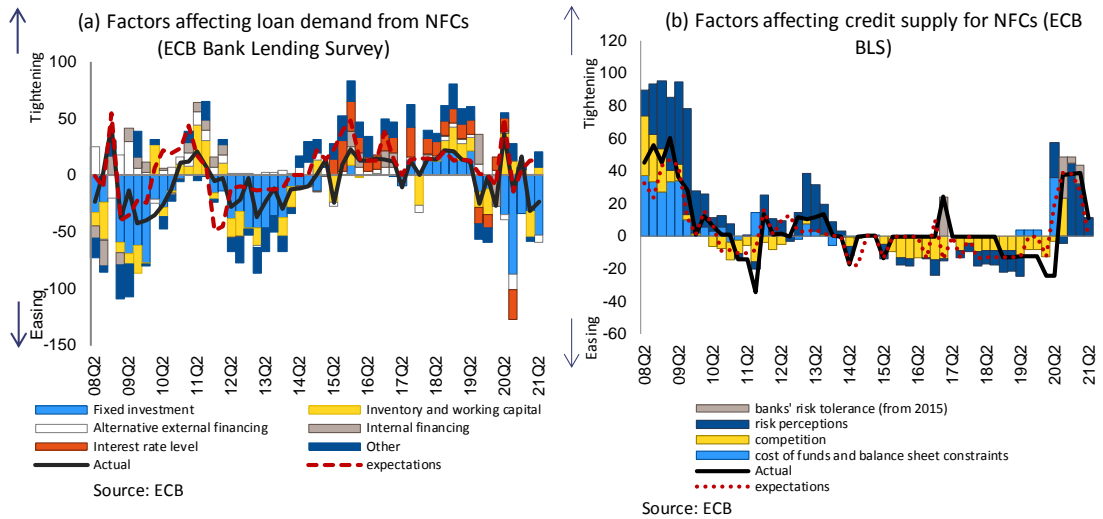 (a) Factors affecting loan demand from NFCs
(ECB Bank Lending Survey)
Tightening
Easing
100
50
0
-50
-100
-150
08Q2
09Q2
10Q2
11Q2
12Q2
13Q2
14Q2
15Q2
16Q2
17Q2
18Q2
19Q2
20Q2
21Q2
Fixed investment
Inventory and working capital
Alternative external financing
Internal financing
Interest rate level
Other
Actual
expectations
Source: ECB
(b) Factors affecting credit supply for NFCs (ECB
BLS)
Tightening
Easing
120
100
80
60
40
20
0
-20
-40
-60
08Q2
09Q2
10Q2
11Q2
12Q2
13Q2
14Q2
15Q2
16Q2
17Q2
18Q2
19Q2
20Q2
21Q2
banks' risk tolerance (from 2015)
risk perceptions
competition
cost of funds and balance sheet constraints
Actual
expectations
Source: ECB